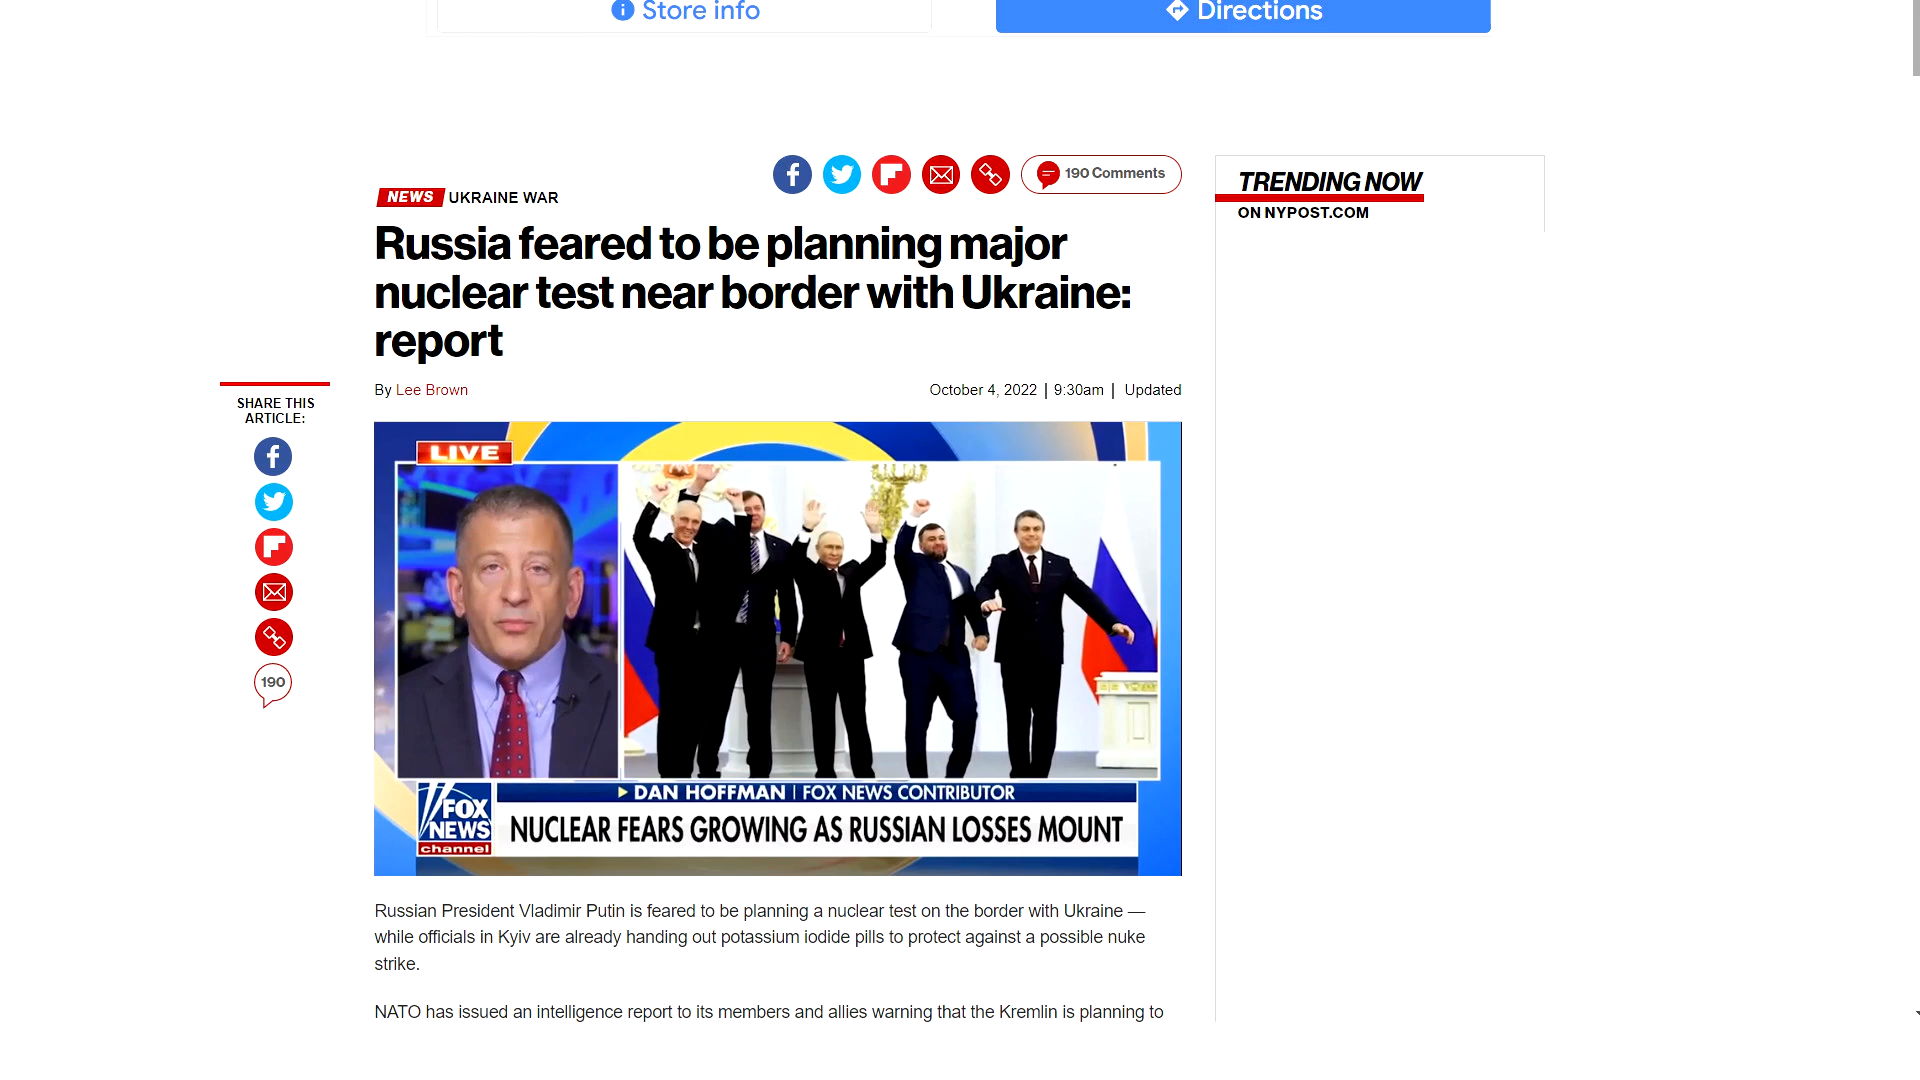 Store info
Directions
190 Comments
NEWS UKRAINE WAR
Russia feared to be planning major
nuclear test near border with Ukraine:
report
By Lee Brown
October 4, 2022 | 9:30am | Updated
SHARE THIS
ARTICLE:
190
LIVE
DAN HOFFMAN | FOX NEWS CONTRIBUTOR
FOX
NEWS
channel
NUCLEAR FEARS GROWING AS RUSSIAN LOSSES MOUNT
Russian President Vladimir Putin is feared to be planning a nuclear test on the border with Ukraine —
while officials in Kyiv are already handing out potassium iodide pills to protect against a possible nuke
strike.
NATO has issued an intelligence report to its members and allies warning that the Kremlin is planning to
TRENDING NOW
ON NYPOST.COM